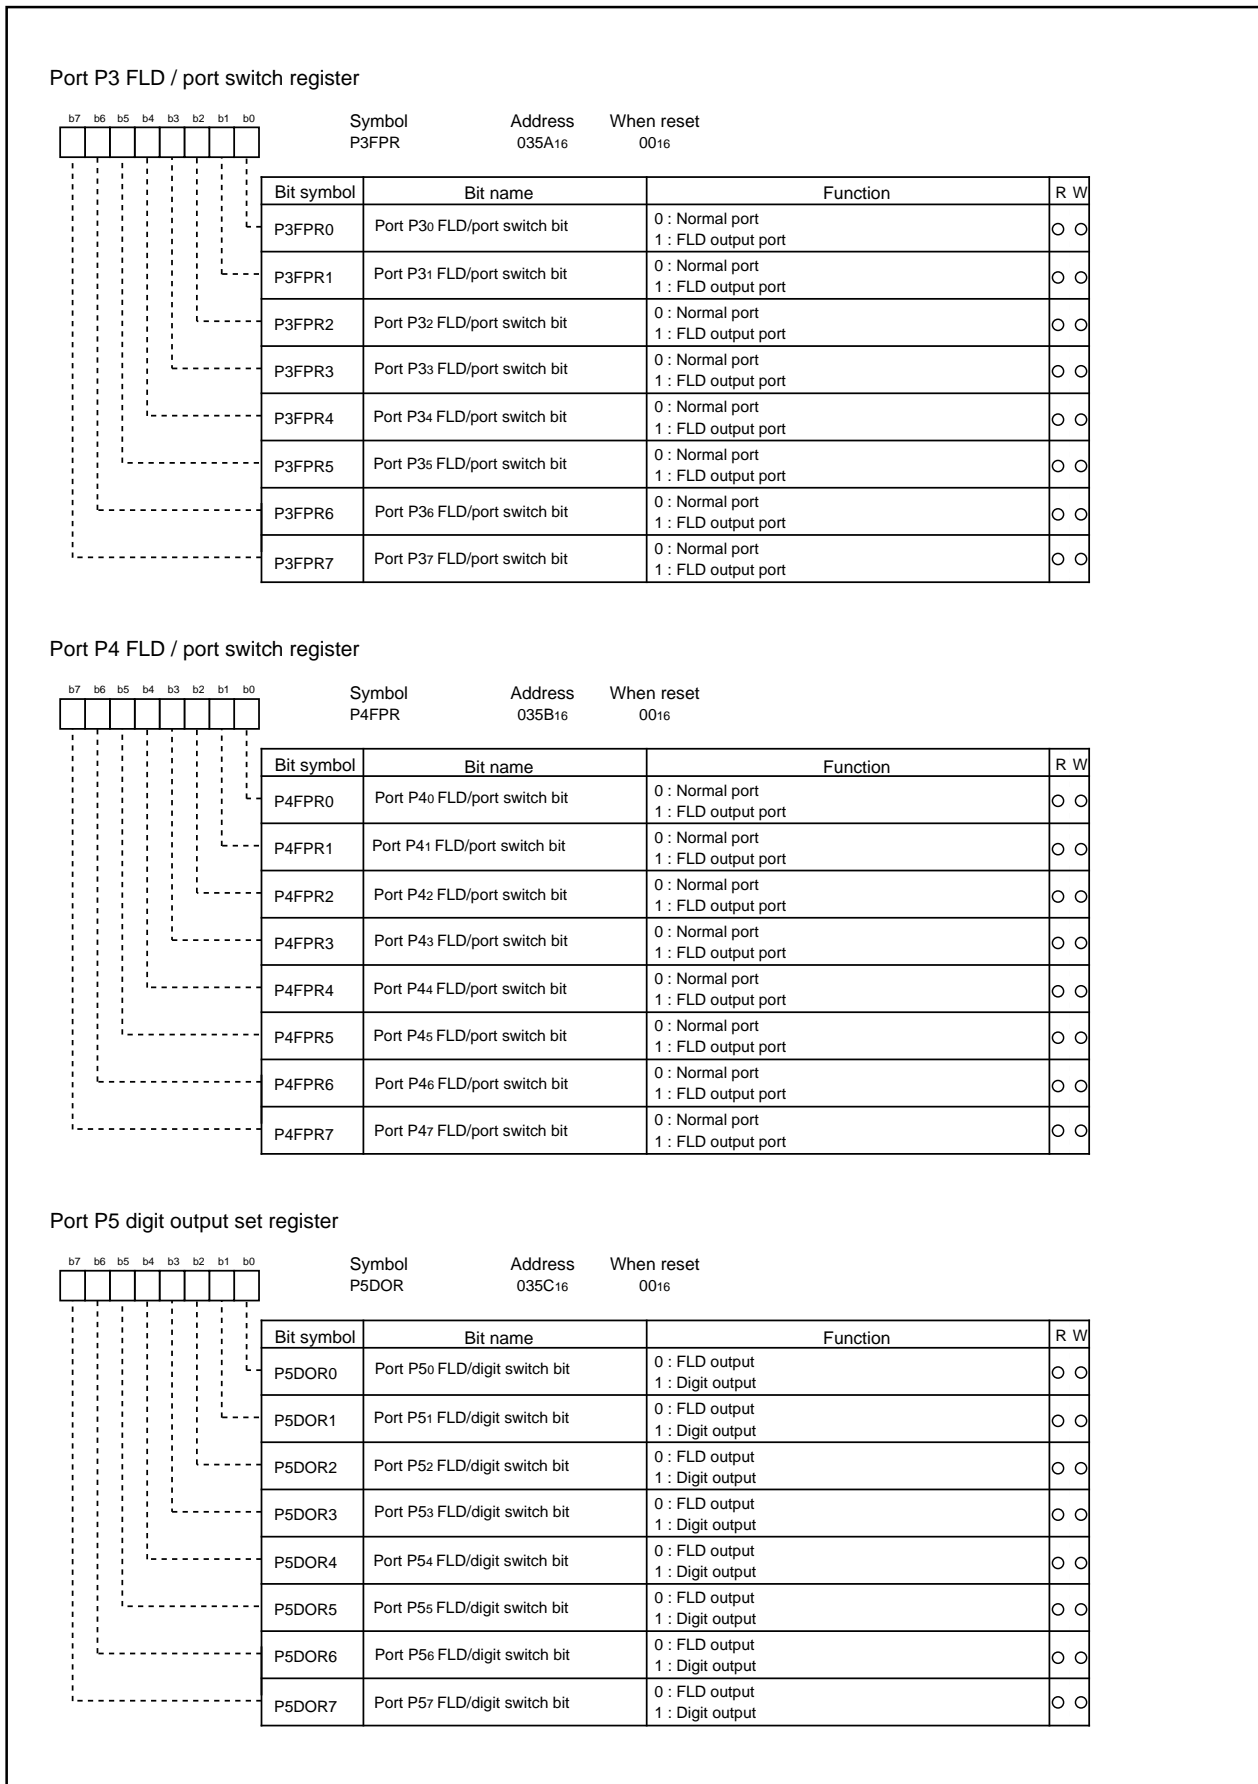 Port P3 FLD / port switch register
b7 b6 b5 b4 b3 b2 b1 b0
Symbol Address When reset
P3FPR 035A16 0016
Bit symbol Bit name Function R W
P3FPR0 Port P30 FLD/port switch bit 0 : Normal port
1 : FLD output port
P3FPR1 Port P31 FLD/port switch bit 0 : Normal port
1 : FLD output port
P3FPR2 Port P32 FLD/port switch bit 0 : Normal port
1 : FLD output port
P3FPR3 Port P33 FLD/port switch bit 0 : Normal port
1 : FLD output port
P3FPR4 Port P34 FLD/port switch bit 0 : Normal port
1 : FLD output port
P3FPR5 Port P35 FLD/port switch bit 0 : Normal port
1 : FLD output port
P3FPR6 Port P36 FLD/port switch bit 0 : Normal port
1 : FLD output port
P3FPR7 Port P37 FLD/port switch bit 0 : Normal port
1 : FLD output port
Port P4 FLD / port switch register
b7 b6 b5 b4 b3 b2 b1 b0
Symbol Address When reset
P4FPR 035B16 0016
Bit symbol Bit name Function R W
P4FPR0 Port P40 FLD/port switch bit 0 : Normal port
1 : FLD output port
P4FPR1 Port P41 FLD/port switch bit 0 : Normal port
1 : FLD output port
P4FPR2 Port P42 FLD/port switch bit 0 : Normal port
1 : FLD output port
P4FPR3 Port P43 FLD/port switch bit 0 : Normal port
1 : FLD output port
P4FPR4 Port P44 FLD/port switch bit 0 : Normal port
1 : FLD output port
P4FPR5 Port P45 FLD/port switch bit 0 : Normal port
1 : FLD output port
P4FPR6 Port P46 FLD/port switch bit 0 : Normal port
1 : FLD output port
P4FPR7 Port P47 FLD/port switch bit 0 : Normal port
1 : FLD output port
Port P5 digit output set register
b7 b6 b5 b4 b3 b2 b1 b0
Symbol Address When reset
P5DOR 035C16 0016
Bit symbol Bit name Function R W
P5DOR0 Port P50 FLD/digit switch bit 0 : FLD output
1 : Digit output
P5DOR1 Port P51 FLD/digit switch bit 0 : FLD output
1 : Digit output
P5DOR2 Port P52 FLD/digit switch bit 0 : FLD output
1 : Digit output
P5DOR3 Port P53 FLD/digit switch bit 0 : FLD output
1 : Digit output
P5DOR4 Port P54 FLD/digit switch bit 0 : FLD output
1 : Digit output
P5DOR5 Port P55 FLD/digit switch bit 0 : FLD output
1 : Digit output
P5DOR6 Port P56 FLD/digit switch bit 0 : FLD output
1 : Digit output
P5DOR7 Port P57 FLD/digit switch bit 0 : FLD output
1 : Digit output